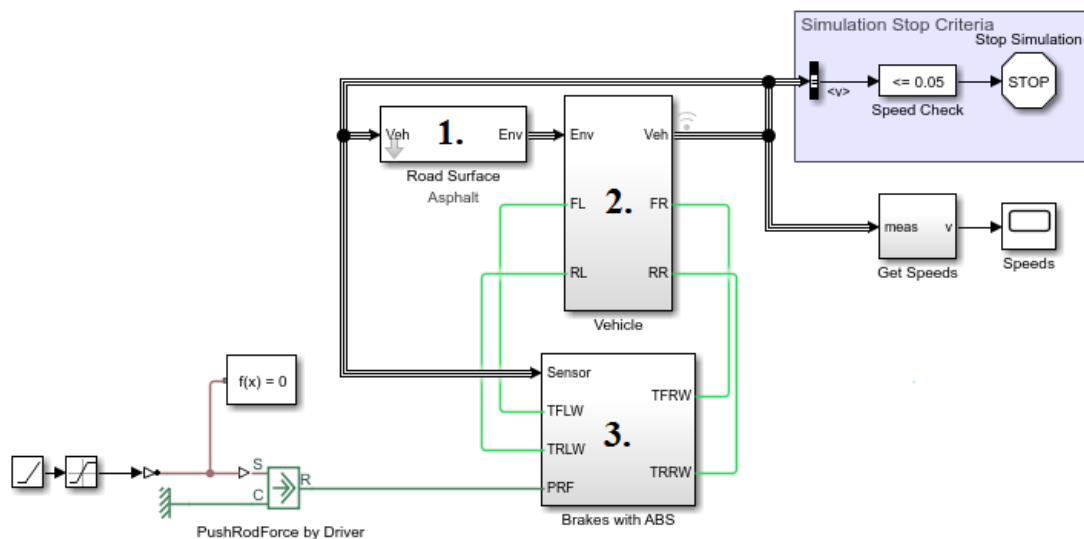 Simulation Stop Criteria
Stop Simulation
<v>
<= 0.05
STOP
Speed Check
Veh
1.
Env
Road Surface
Asphalt
Env
Veh
FL
2.
FR
RL
RR
Vehicle
meas
v
Get Speeds
Speeds
Sensor
TFLW
TFRW
3.
TRLW
TRRW
PRF
Brakes with ABS
f(x) = 0
S
C
R
PushRodForce by Driver